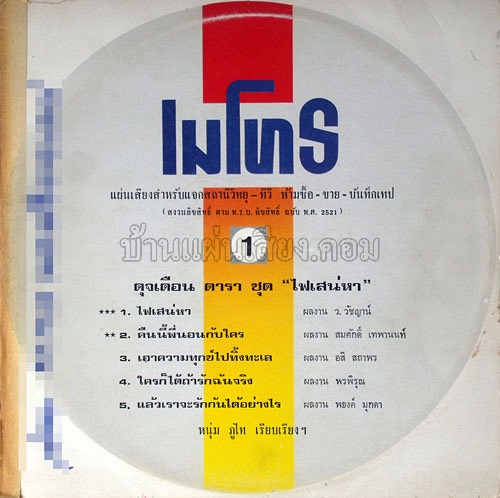 เมโทร
แผ่นเสียงสำหรับแจกสถานีวิทยุ - ทีวี ห้ามซื้อ - ขาย - บันทึกเทป
(สงวนลิขสิทธิ์ ตาม พ.ร.บ. ลิขสิทธิ์ ฉบับ พ.ศ. 2521)
บ้านแผ่นเสียง.คอม
1
ดุจเดือน ดารา ชุด "ไฟเสน่หา"
*** 1. ไฟเสน่หา ผลงาน ว. วัชญาน์
** 2. คืนนี้พี่นอนกับใคร ผลงาน สมศักดิ์ เทพานนท์
3. เอาความทุกข์ไปทิ้งทะเล ผลงาน อสิ สถาพร
4. ใครก็ได้ถ้ารักฉันจริง ผลงาน พรพิรุณ
5. แล้วเราจะรักกันได้อย่างไร ผลงาน พยงค์ มุกดา
หนุ่ม ภูไท เรียบเรียงฯ